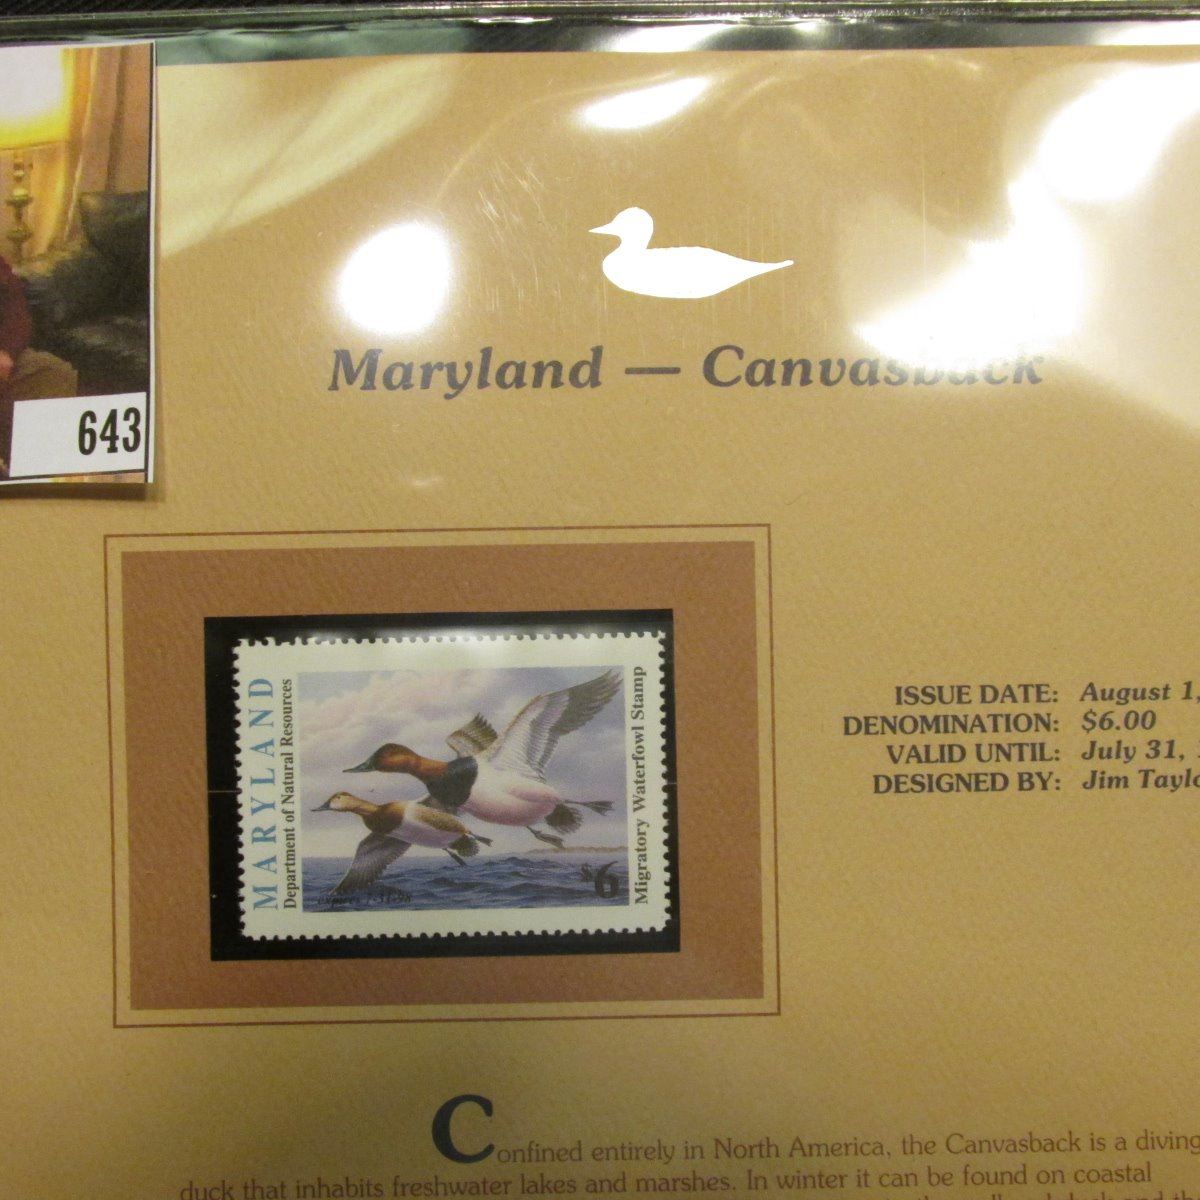 643
Maryland — Canvasback
MARYLAND
Department of Natural Resources
Migratory Waterfowl Stamp
$6
ISSUE DATE: August 1,
DENOMINATION: $6.00
VALID UNTIL: July 31,
DESIGNED BY: Jim Taylo
Confined entirely in North America, the Canvasback is a diving
duck that inhabits freshwater lakes and marshes. In winter it can be found on coastal